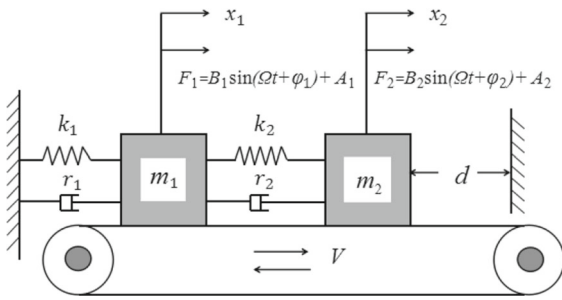 x₁ x₂
F₁=B₁sin(Ωt+φ₁)+A₁ F₂=B₂sin(Ωt+φ₂)+A₂
k₁ k₂
m₁ m₂ d
r₁ r₂
V